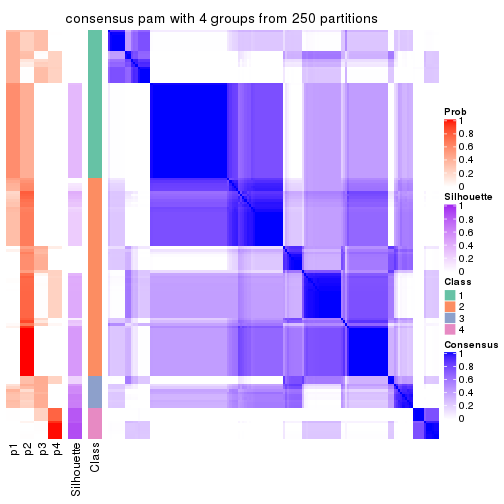 consensus pam with 4 groups from 250 partitions
Prob
1
0.8
0.6
0.4
0.2
0
Silhouette
1
0.8
0.6
0.4
0.2
0
Class
1
2
3
4
Consensus
1
0.8
0.6
0.4
0.2
0
p1
p2
p3
p4
Silhouette
Class